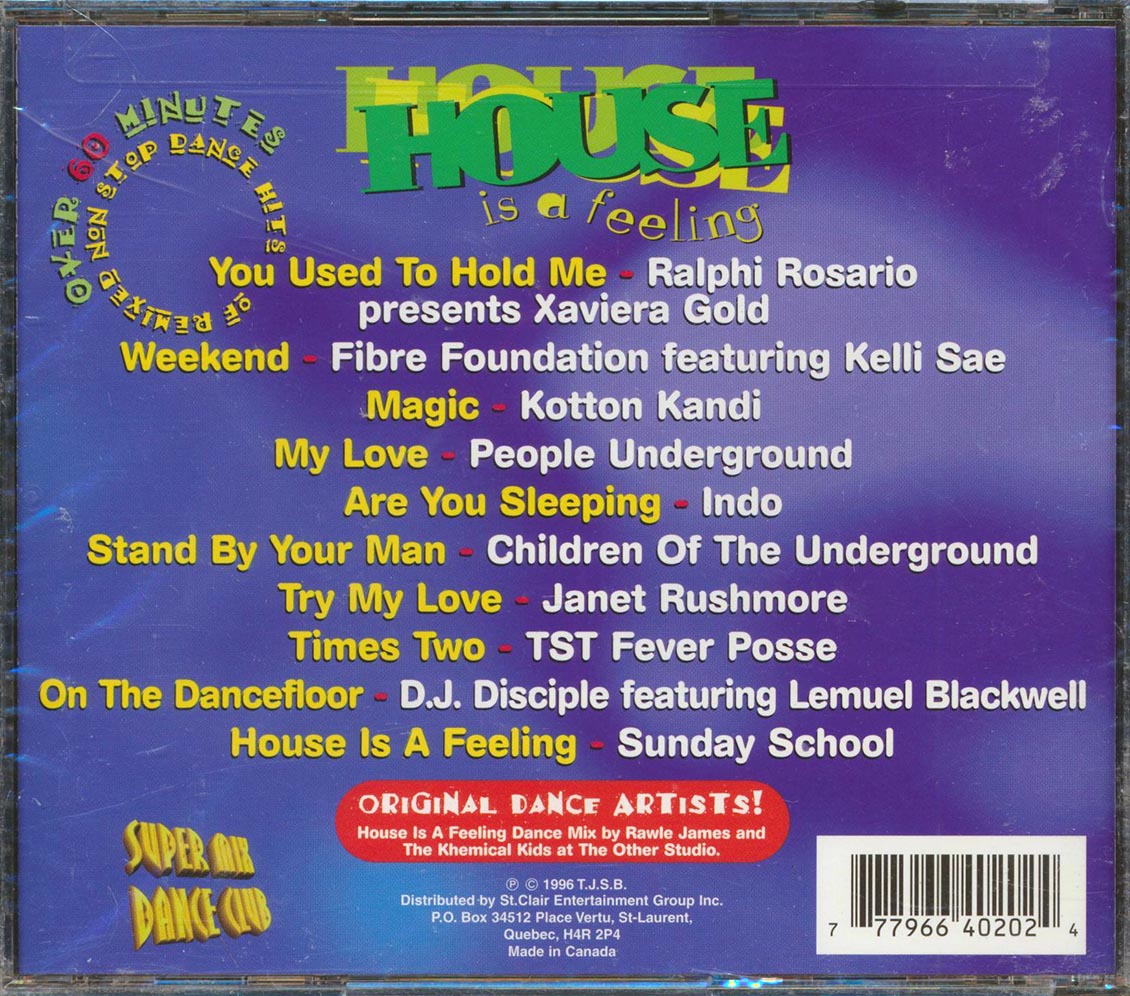 HOUSE
HOUSE
is a feeling
OVER 60 MINUTES
OF REMIXED NON STOP DANCE HITS
You Used To Hold Me - Ralphi Rosario
presents Xaviera Gold
Weekend - Fibre Foundation featuring Kelli Sae
Magic - Kotton Kandi
My Love - People Underground
Are You Sleeping - Indo
Stand By Your Man - Children Of The Underground
Try My Love - Janet Rushmore
Times Two - TST Fever Posse
On The Dancefloor - D.J. Disciple featuring Lemuel Blackwell
House Is A Feeling - Sunday School
ORIGINAL DANCE ARTISTS!
House Is A Feeling Dance Mix by Rawle James and
The Khemical Kids at The Other Studio.
SUPER MIX
DANCE CLUB
℗ © 1996 T.J.S.B.
Distributed by St.Clair Entertainment Group Inc.
P.O. Box 34512 Place Vertu, St-Laurent,
Quebec, H4R 2P4
Made in Canada
7 77966 40202 4